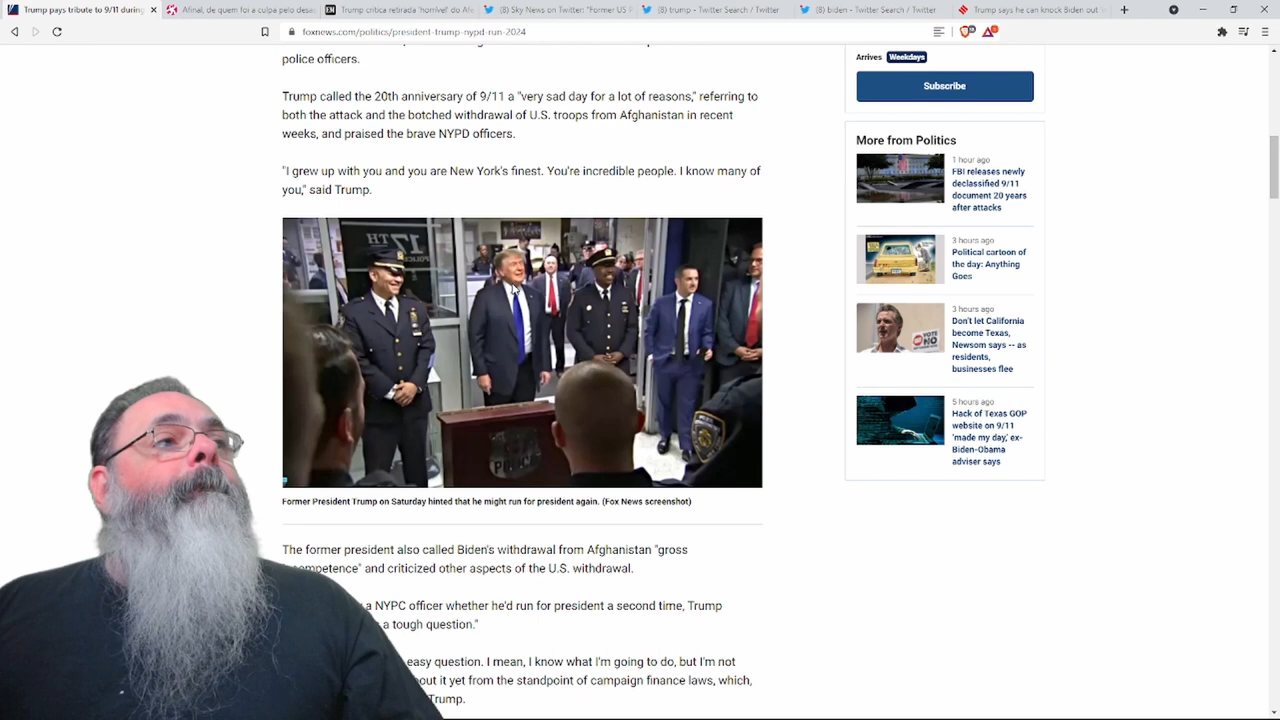 Trump pays tribute to 9/11 during
Afinal, de quem foi a culpa pelo desas
Trump critica retirada 'horrível' do Afe
(8) Sky News on Twitter: "Former US P
(8) trump - Twitter Search / Twitter
(8) biden - Twitter Search / Twitter
Trump says he can knock Biden out
foxnews.com/politics/president-trump-nypd-run-2024
police officers.
Trump called the 20th anniversary of 9/11 a "very sad day for a lot of reasons," referring to
both the attack and the botched withdrawal of U.S. troops from Afghanistan in recent
weeks, and praised the brave NYPD officers.
"I grew up with you and you are New York's finest. You're incredible people. I know many of
you," said Trump.
17TH
Former President Trump on Saturday hinted that he might run for president again. (Fox News screenshot)
The former president also called Biden's withdrawal from Afghanistan "gross
competence" and criticized other aspects of the U.S. withdrawal.
a NYPC officer whether he'd run for president a second time, Trump
a tough question."
easy question. I mean, I know what I'm going to do, but I'm not
out it yet from the standpoint of campaign finance laws, which,
Trump.
Arrives Weekdays
Subscribe
More from Politics
1 hour ago
FBI releases newly
declassified 9/11
document 20 years
after attacks
3 hours ago
Political cartoon of
the day: Anything
Goes
VOTE
NO
3 hours ago
Don't let California
become Texas,
Newsom says -- as
residents,
businesses flee
5 hours ago
Hack of Texas GOP
website on 9/11
'made my day,' ex-
Biden-Obama
adviser says